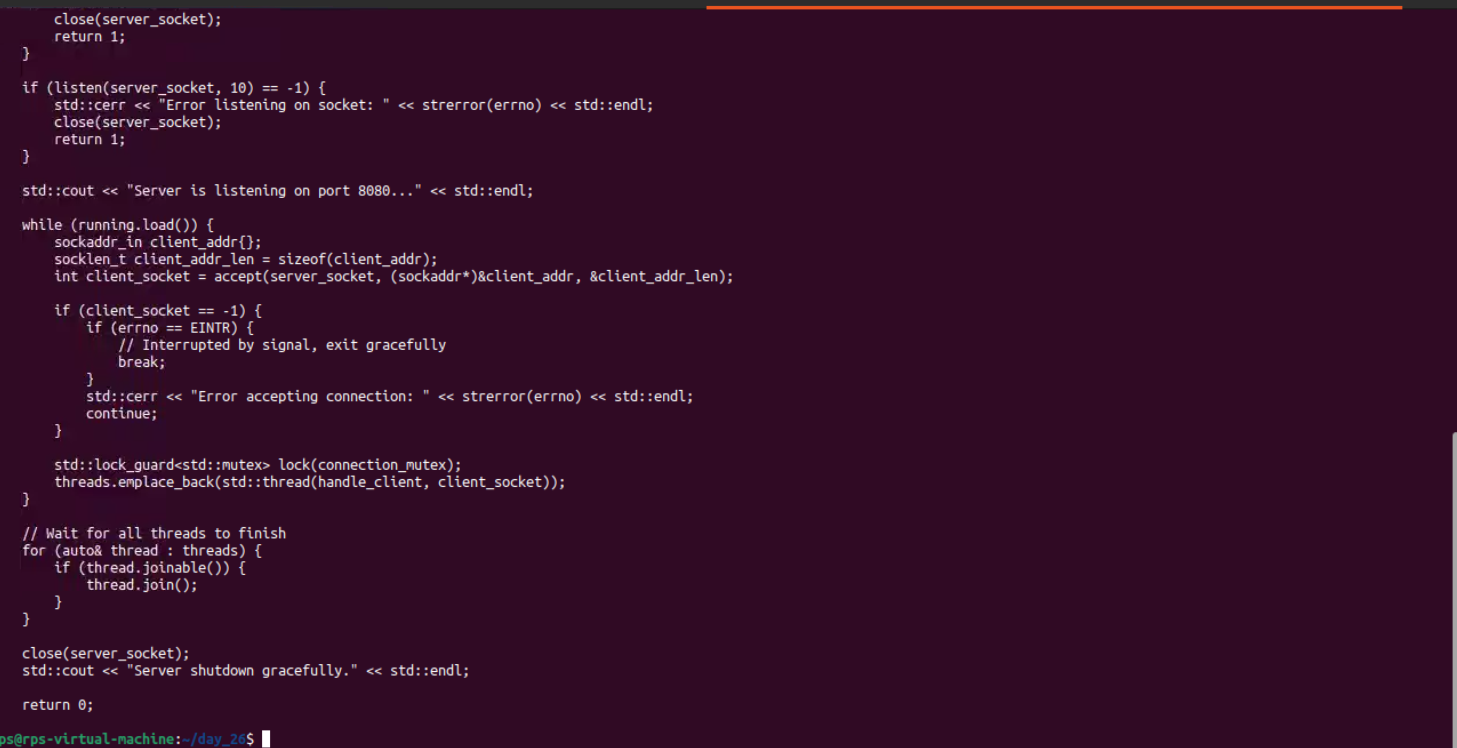 close(server_socket);
return 1;
}
if (listen(server_socket, 10) == -1) {
std::cerr << "Error listening on socket: " << strerror(errno) << std::endl;
close(server_socket);
return 1;
}
std::cout << "Server is listening on port 8080..." << std::endl;
while (running.load()) {
sockaddr_in client_addr{};
socklen_t client_addr_len = sizeof(client_addr);
int client_socket = accept(server_socket, (sockaddr*)&client_addr, &client_addr_len);
if (client_socket == -1) {
if (errno == EINTR) {
// Interrupted by signal, exit gracefully
break;
}
std::cerr << "Error accepting connection: " << strerror(errno) << std::endl;
continue;
}
std::lock_guard<std::mutex> lock(connection_mutex);
threads.emplace_back(std::thread(handle_client, client_socket));
}
// Wait for all threads to finish
for (auto& thread : threads) {
if (thread.joinable()) {
thread.join();
}
}
close(server_socket);
std::cout << "Server shutdown gracefully." << std::endl;
return 0;
ps@rps-virtual-machine:~/day_26$